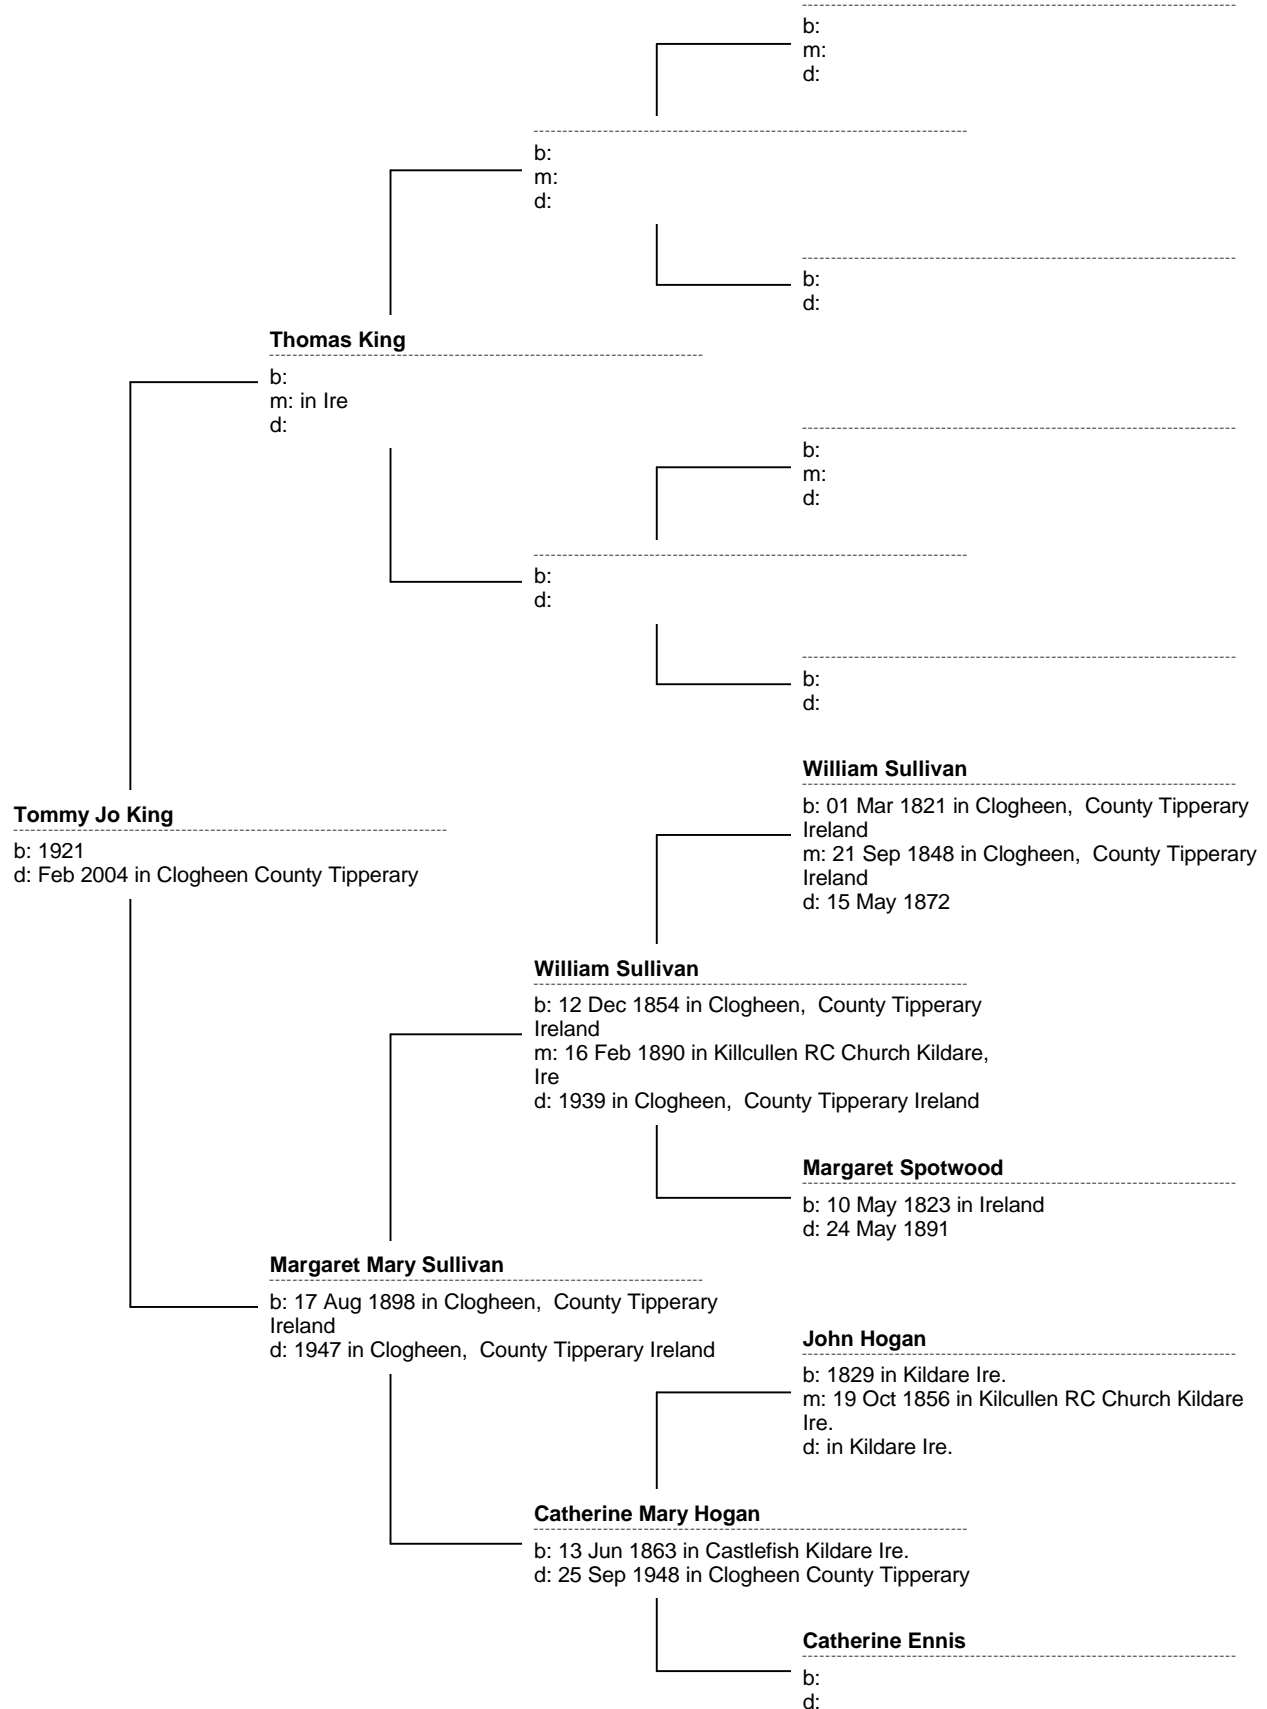 b:
m:
d:
b:
m:
d:
b:
d:
Thomas King
b:
m: in Ire
d:
b:
m:
d:
b:
d:
b:
d:
William Sullivan
b: 01 Mar 1821 in Clogheen, County Tipperary
Ireland
m: 21 Sep 1848 in Clogheen, County Tipperary
Ireland
d: 15 May 1872
Tommy Jo King
b: 1921
d: Feb 2004 in Clogheen County Tipperary
William Sullivan
b: 12 Dec 1854 in Clogheen, County Tipperary
Ireland
m: 16 Feb 1890 in Killcullen RC Church Kildare,
Ire
d: 1939 in Clogheen, County Tipperary Ireland
Margaret Spotwood
b: 10 May 1823 in Ireland
d: 24 May 1891
Margaret Mary Sullivan
b: 17 Aug 1898 in Clogheen, County Tipperary
Ireland
d: 1947 in Clogheen, County Tipperary Ireland
John Hogan
b: 1829 in Kildare Ire.
m: 19 Oct 1856 in Kilcullen RC Church Kildare
Ire.
d: in Kildare Ire.
Catherine Mary Hogan
b: 13 Jun 1863 in Castlefish Kildare Ire.
d: 25 Sep 1948 in Clogheen County Tipperary
Catherine Ennis
b:
d: